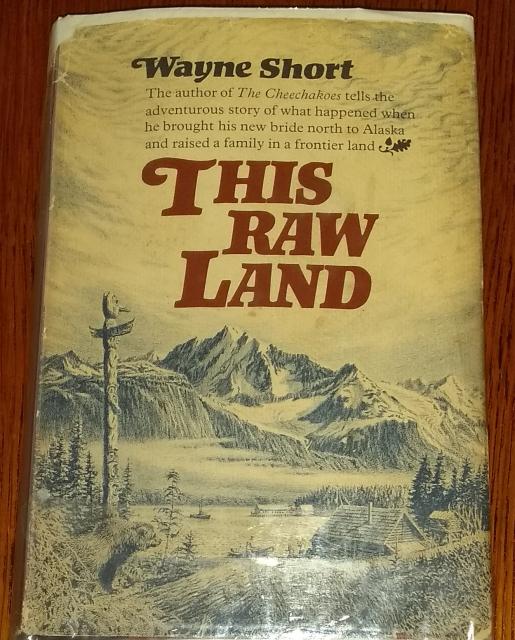 Wayne Short
The author of The Cheechakoes tells the
adventurous story of what happened when
he brought his new bride north to Alaska
and raised a family in a frontier land
THIS
RAW
LAND